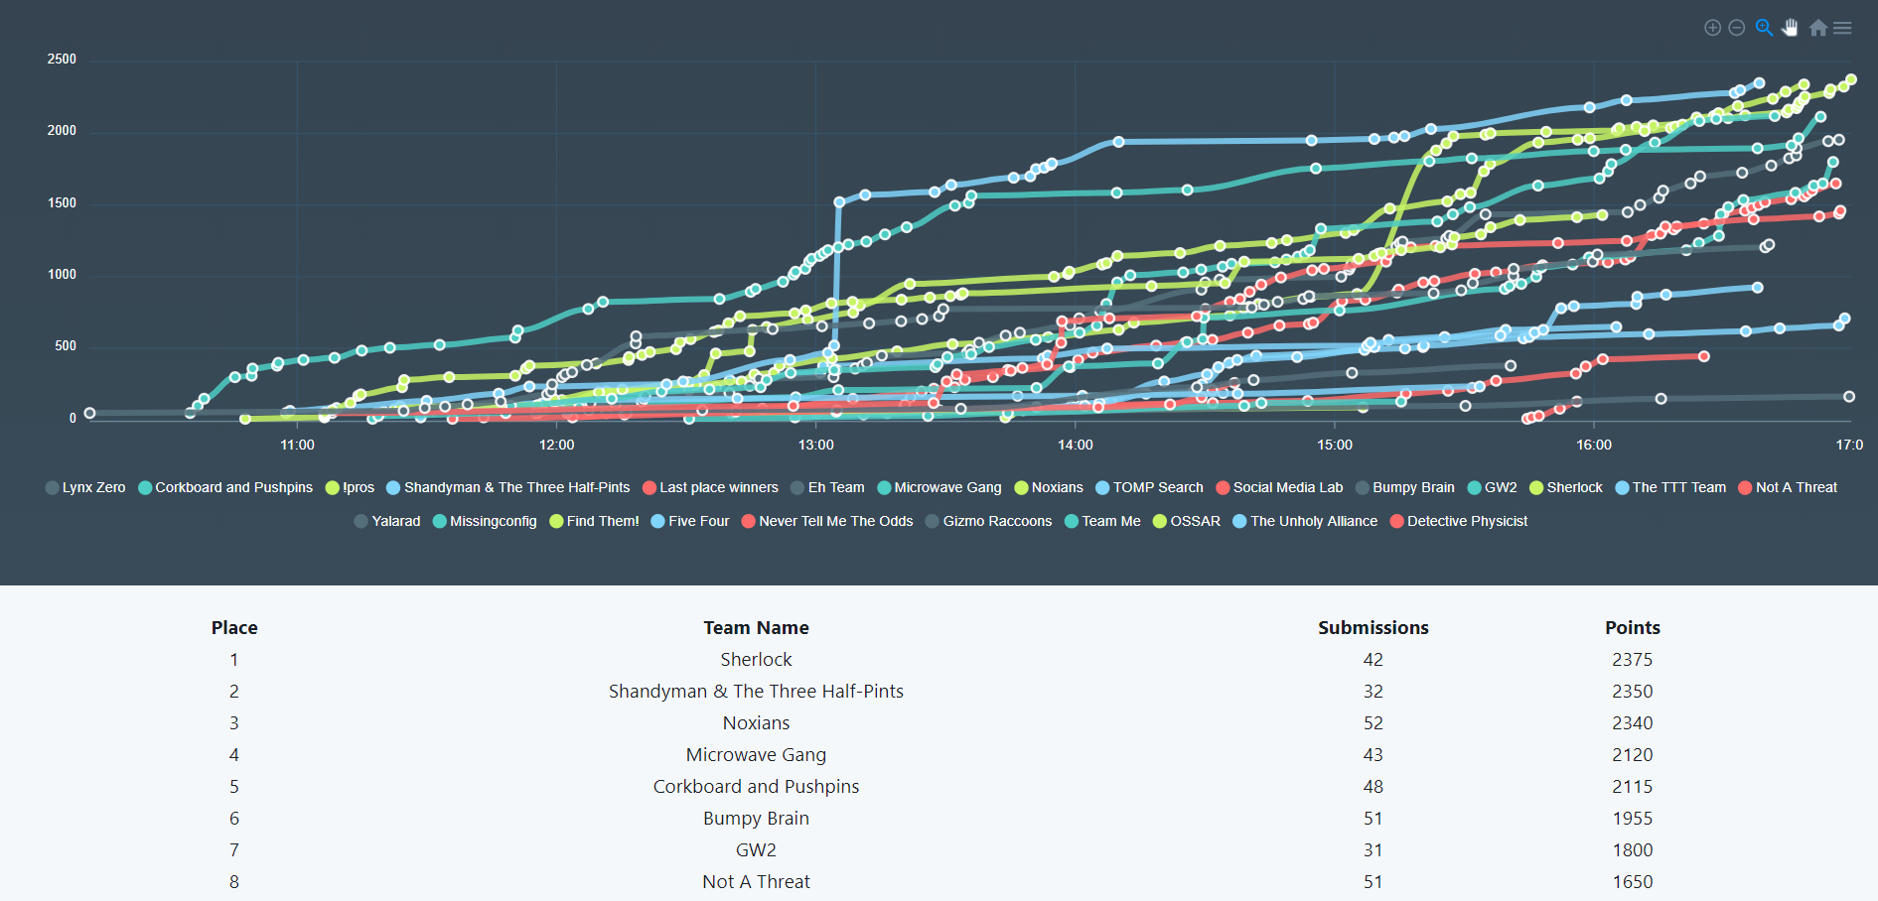 2500
2000
1500
1000
500
0
11:00 12:00 13:00 14:00 15:00 16:00 17:0
Lynx Zero Corkboard and Pushpins !pros Shandyman & The Three Half-Pints Last place winners Eh Team Microwave Gang Noxians TOMP Search Social Media Lab Bumpy Brain GW2 Sherlock The TTT Team Not A Threat
Yalarad Missingconfig Find Them! Five Four Never Tell Me The Odds Gizmo Raccoons Team Me OSSAR The Unholy Alliance Detective Physicist
Place Team Name Submissions Points
1 Sherlock 42 2375
2 Shandyman & The Three Half-Pints 32 2350
3 Noxians 52 2340
4 Microwave Gang 43 2120
5 Corkboard and Pushpins 48 2115
6 Bumpy Brain 51 1955
7 GW2 31 1800
8 Not A Threat 51 1650